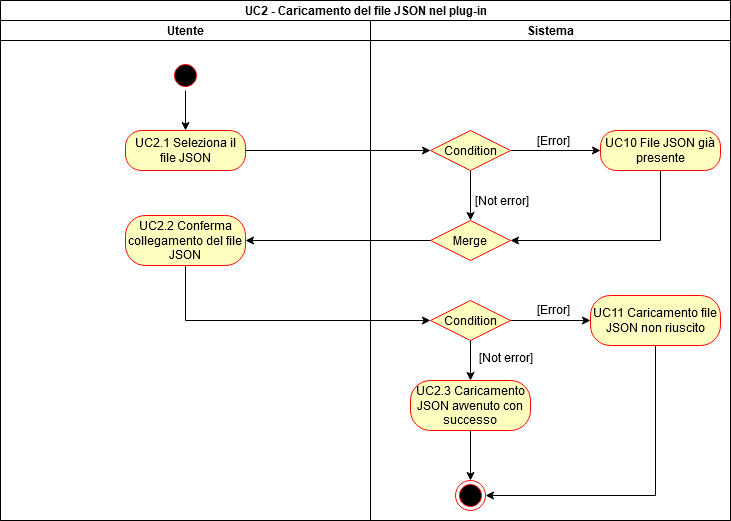 UC2 - Caricamento del file JSON nel plug-in
Utente
Sistema
UC2.1 Seleziona il
file JSON
Condition
[Error]
UC10 File JSON già
presente
[Not error]
UC2.2 Conferma
collegamento del file
JSON
Merge
Condition
[Error]
UC11 Caricamento file
JSON non riuscito
[Not error]
UC2.3 Caricamento
JSON avvenuto con
successo